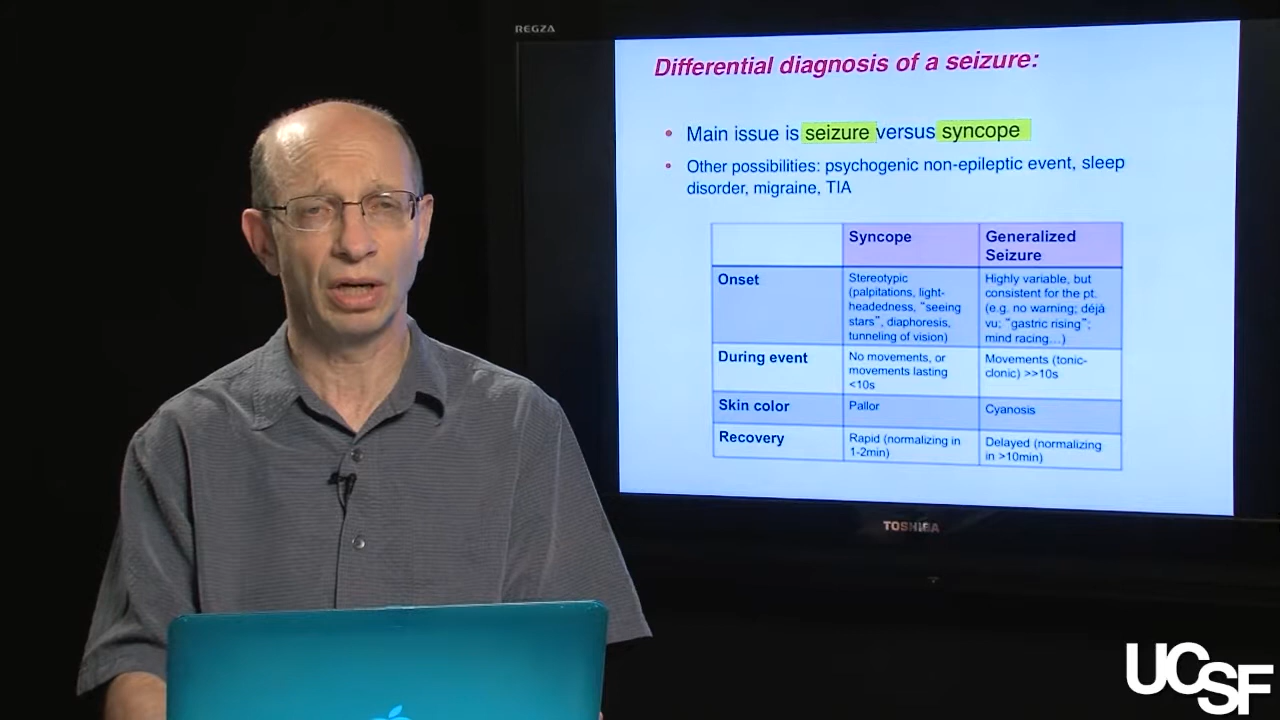 REGZA
Differential diagnosis of a seizure:
• Main issue is seizure versus syncope
• Other possibilities: psychogenic non-epileptic event, sleep
disorder, migraine, TIA
Syncope
Generalized
Seizure
Onset
Stereotypic
(palpitations, light-
headedness, “seeing
stars”, diaphoresis,
tunneling of vision)
Highly variable, but
consistent for the pt.
(e.g. no warning; déjà
vu; “gastric rising”;
mind racing…)
During event
No movements, or
movements lasting
<10s
Movements (tonic-
clonic) >>10s
Skin color
Pallor
Cyanosis
Recovery
Rapid (normalizing in
1-2min)
Delayed (normalizing
in >10min)
TOSHIBA
UCSF